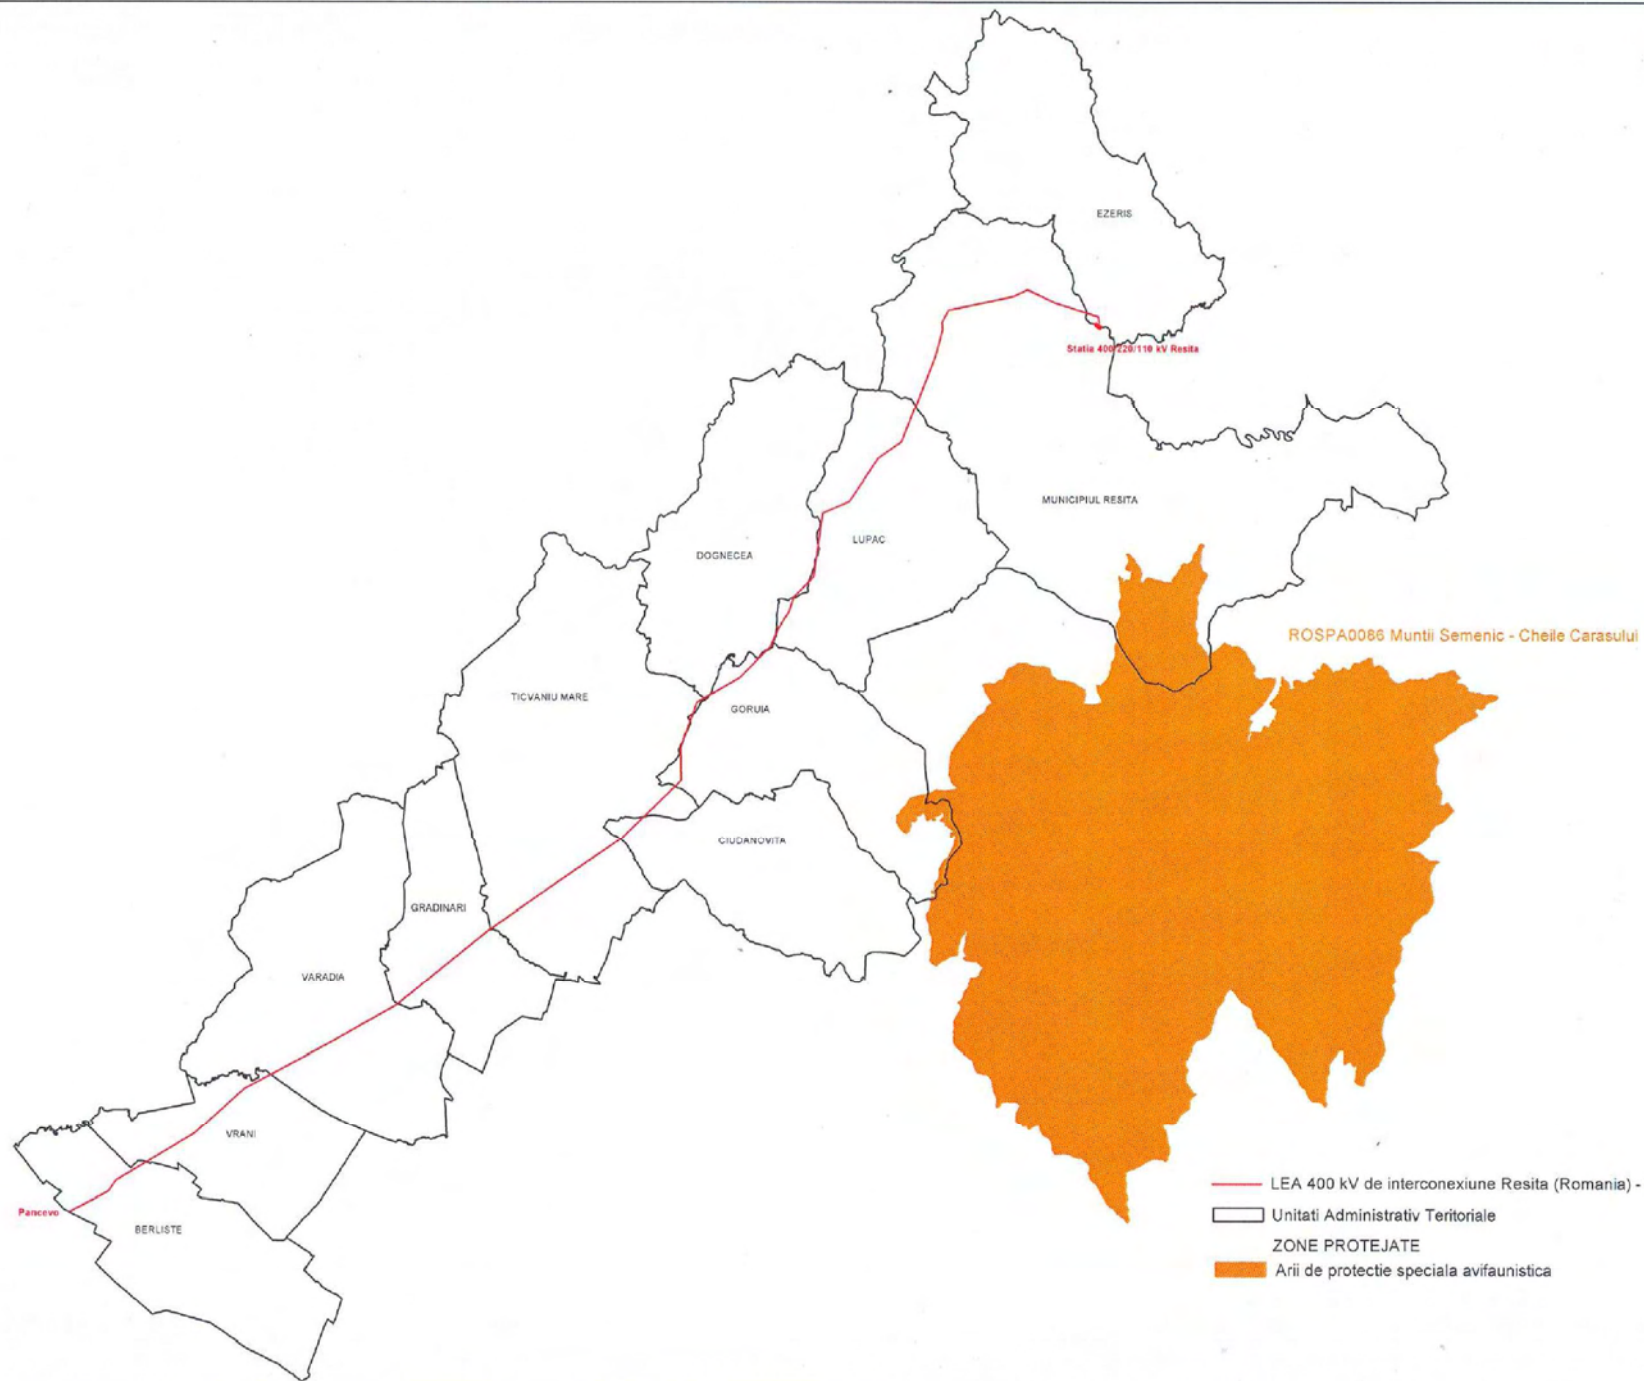 EZERIS
Statia 400/220/110 kV Resita
MUNICIPIUL RESITA
LUPAC
DOGNECEA
ROSPA0086 Muntii Semenic - Cheile Carasului
TICVANIU MARE
GORUIA
CIUDANOVITA
GRADINARI
VARADIA
VRANI
Pancevo
BERLISTE
LEA 400 kV de interconexiune Resita (Romania) -
Unitati Administrativ Teritoriale
ZONE PROTEJATE
Arii de protectie speciala avifaunistica